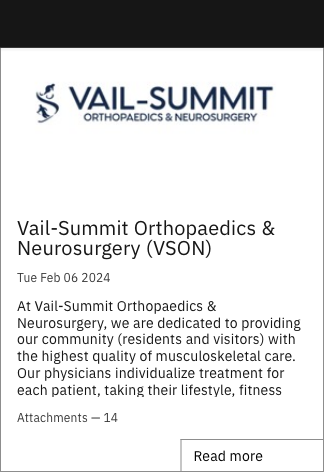 VAIL-SUMMIT
ORTHOPAEDICS & NEUROSURGERY
Vail-Summit Orthopaedics &
Neurosurgery (VSON)
Tue Feb 06 2024
At Vail-Summit Orthopaedics &
Neurosurgery, we are dedicated to providing
our community (residents and visitors) with
the highest quality of musculoskeletal care.
Our physicians individualize treatment for
each patient, taking their lifestyle, fitness
Attachments — 14
Read more